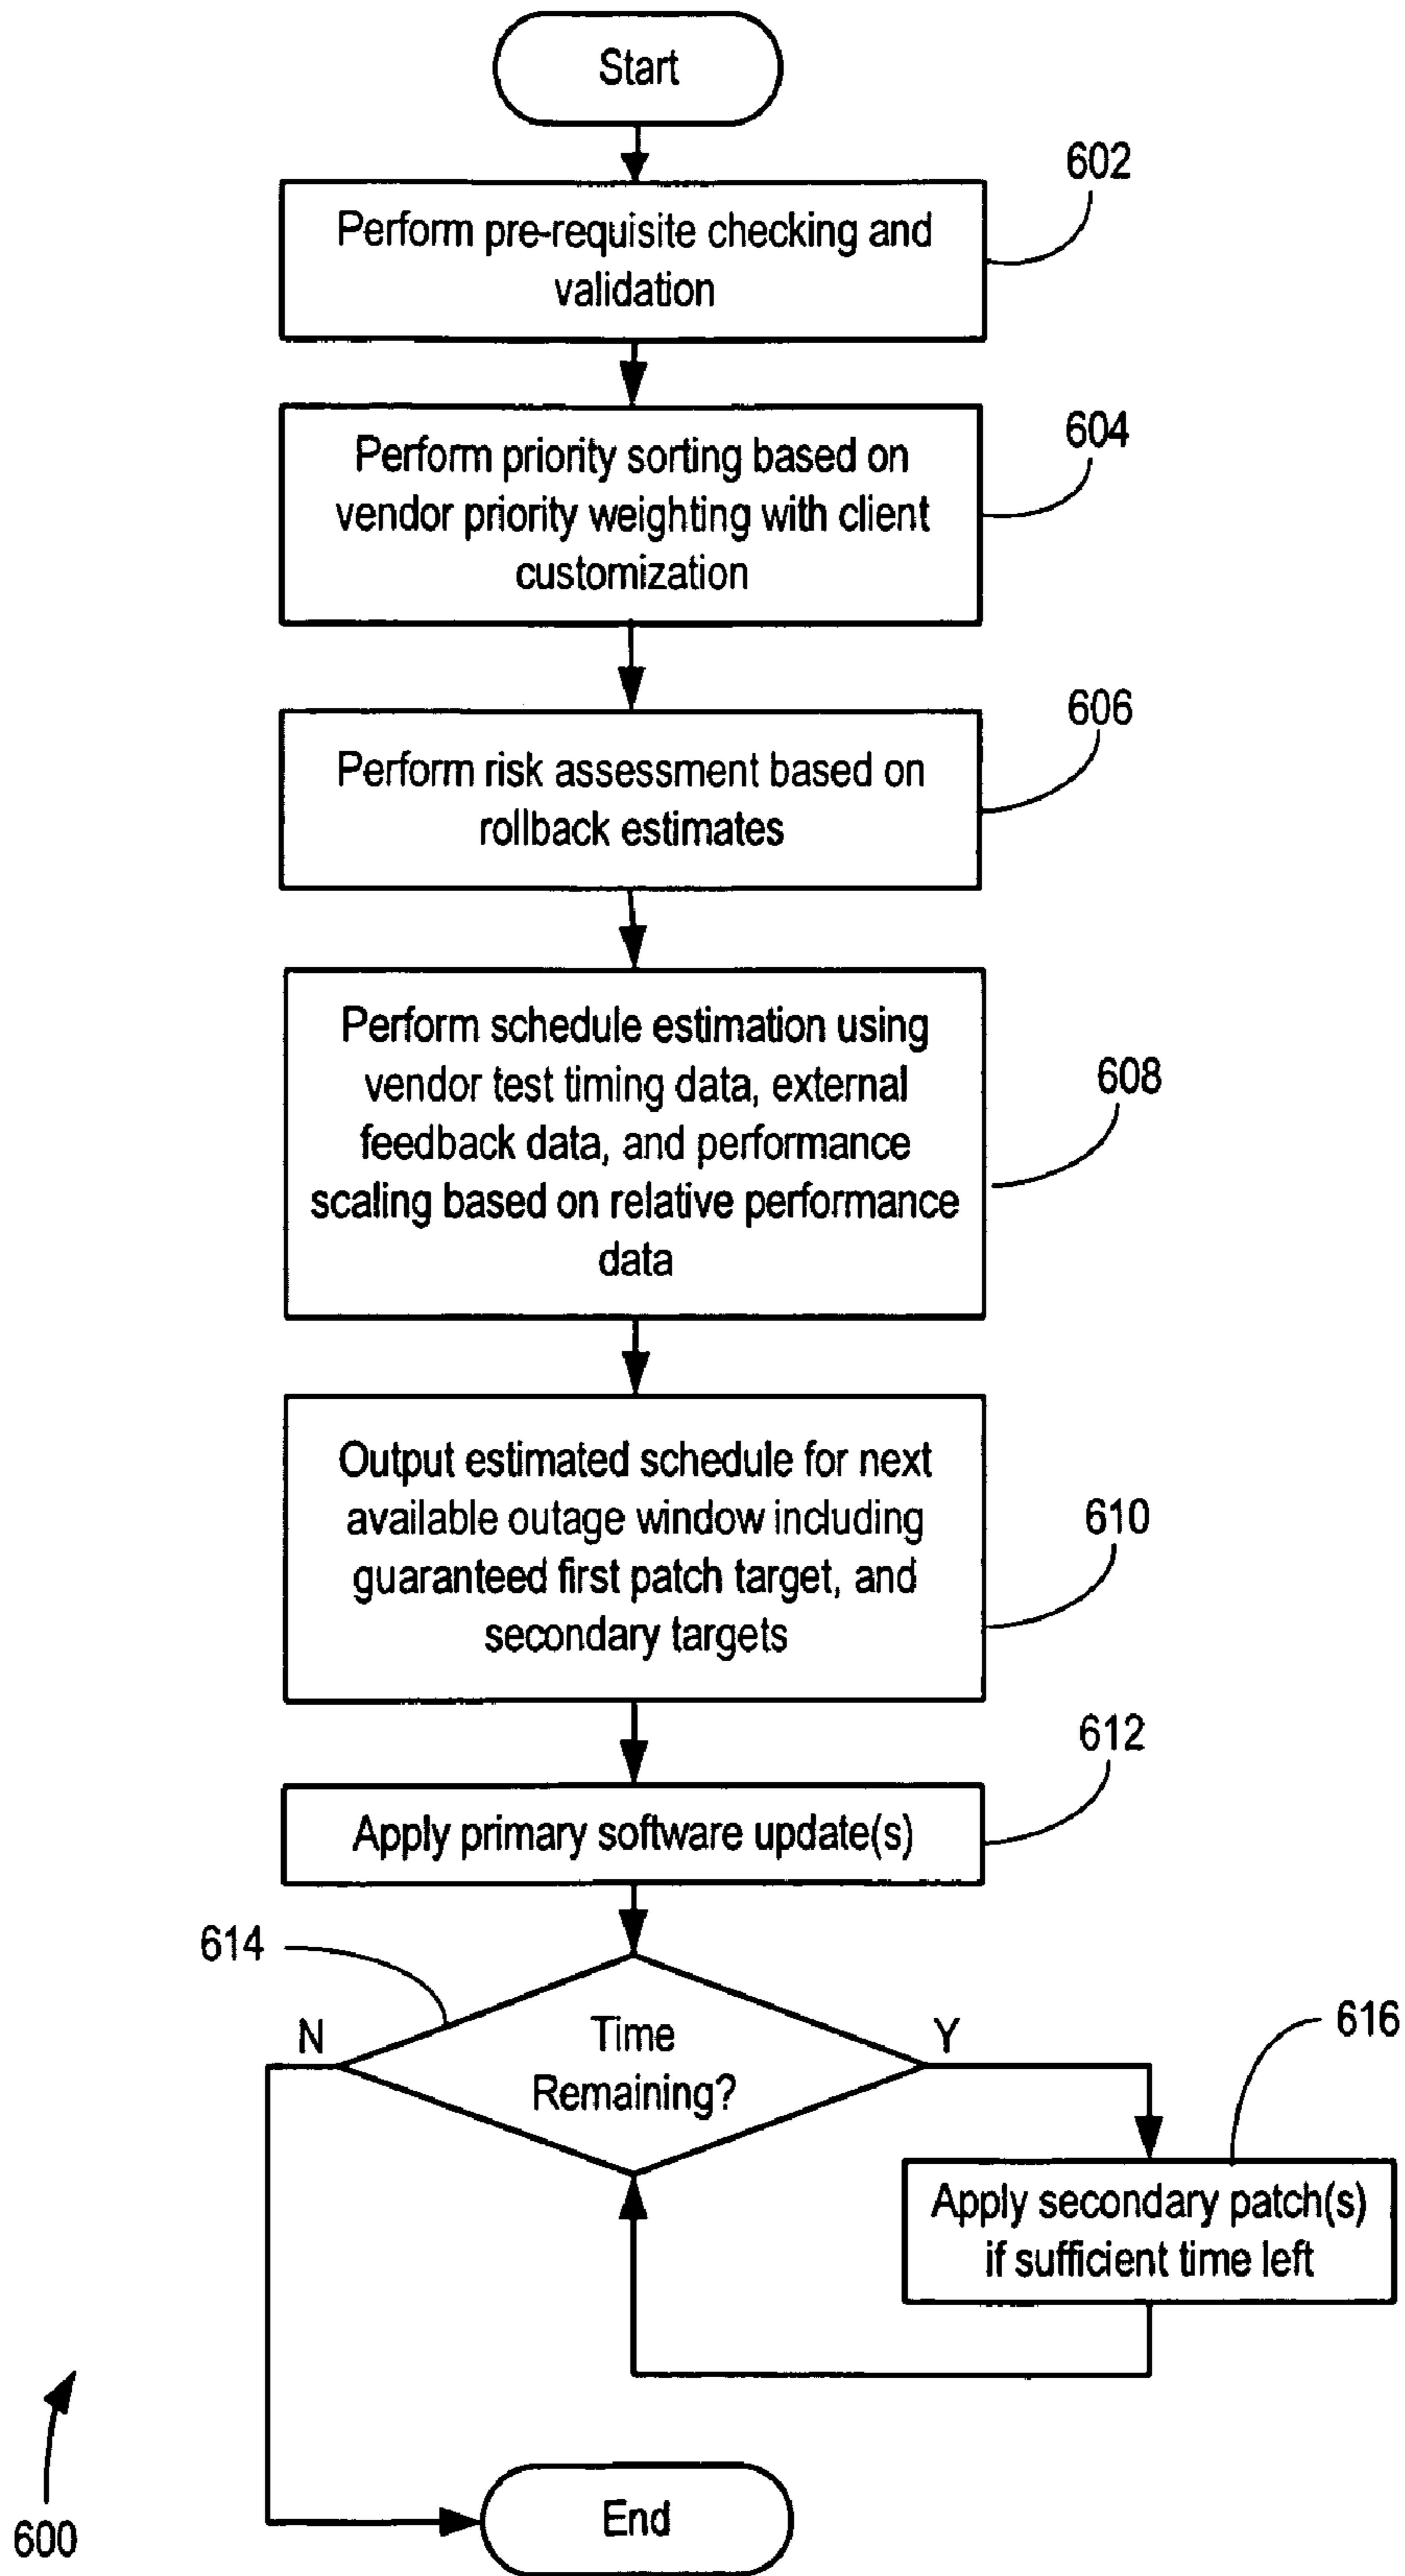 Start
602
Perform pre-requisite checking and
validation
604
Perform priority sorting based on
vendor priority weighting with client
customization
606
Perform risk assessment based on
rollback estimates
608
Perform schedule estimation using
vendor test timing data, external
feedback data, and performance
scaling based on relative performance
data
610
Output estimated schedule for next
available outage window including
guaranteed first patch target, and
secondary targets
612
Apply primary software update(s)
614
N
Time
Remaining?
Y
616
Apply secondary patch(s)
if sufficient time left
End
600